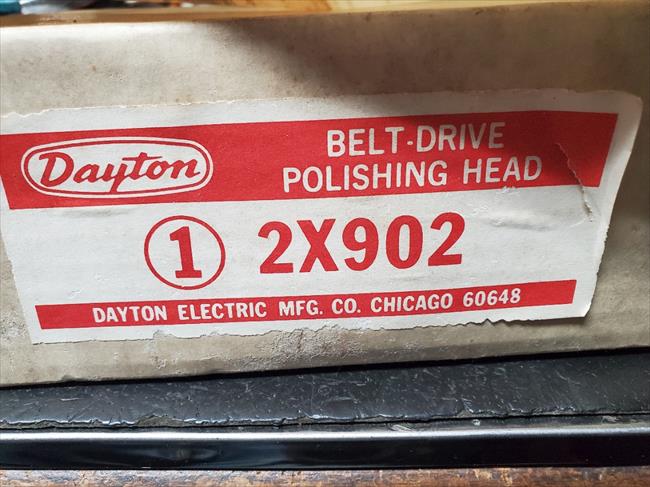 Dayton
BELT-DRIVE
POLISHING HEAD
1 2X902
DAYTON ELECTRIC MFG. CO. CHICAGO 60648